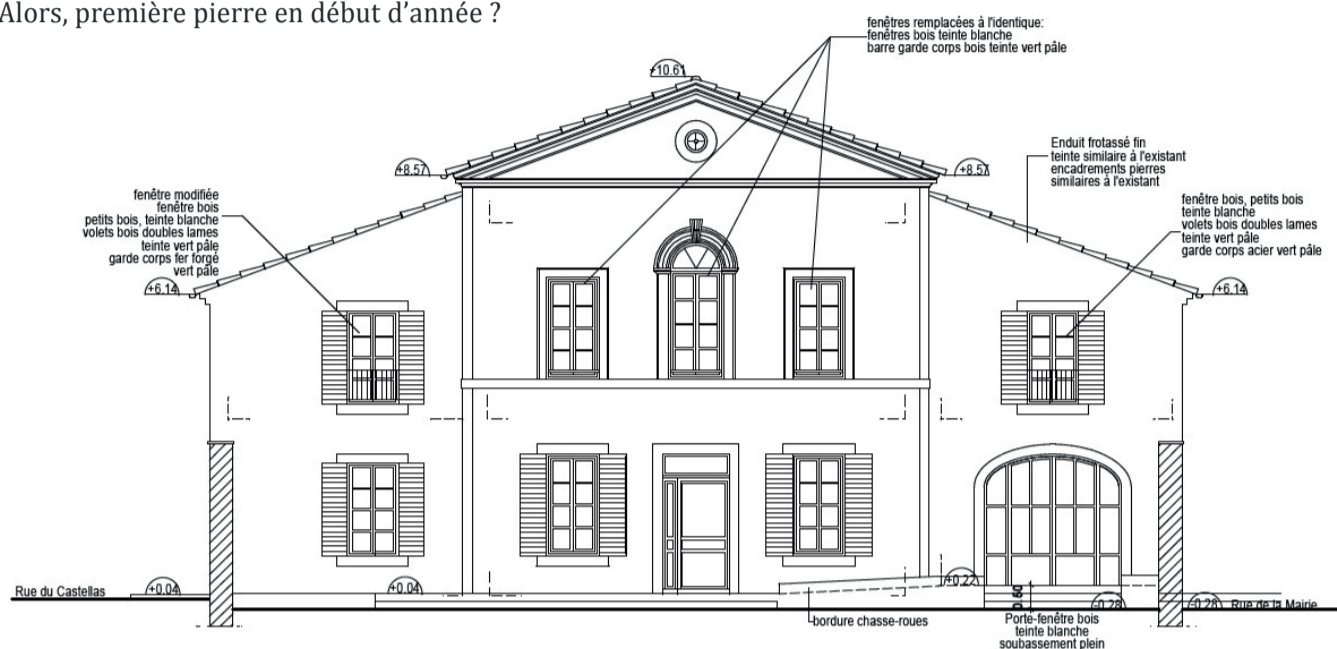 Alors, première pierre en début d’année ?
fenêtres remplacées à l'identique:
fenêtres bois teinte blanche
barre garde corps bois teinte vert pâle
+10.61
+8.57
+8.57
Enduit frotassé fin
teinte similaire à l'existant
encadrements pierres
similaires à l'existant
fenêtre modifiée
fenêtre bois
petits bois, teinte blanche
volets bois doubles lames
teinte vert pâle
garde corps fer forgé
vert pâle
fenêtre bois, petits bois
teinte blanche
volets bois doubles lames
teinte vert pâle
garde corps acier vert pâle
+6.14
+6.14
Rue du Castellas
+0.04
+0.04
+0.22
0.60
-0.28
-0.28
Rue de la Mairie
bordure chasse-roues
Porte-fenêtre bois
teinte blanche
soubassement plein